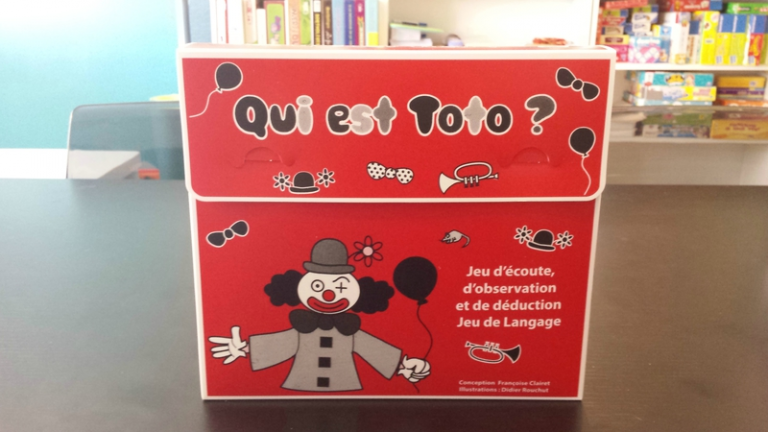 Qui est Toto ?
Jeu d'écoute,
d'observation
et de déduction
Jeu de Langage
Conception Françoise Clairet
Illustrations : Didier Rouchut